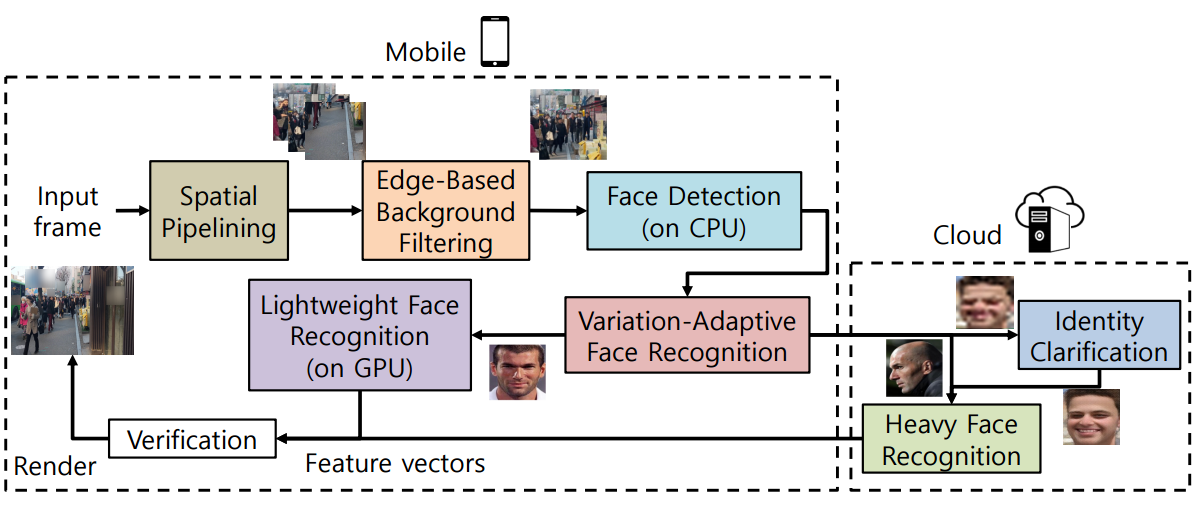 Mobile
Input
frame
Spatial
Pipelining
Edge-Based
Background
Filtering
Face Detection
(on CPU)
Cloud
Lightweight Face
Recognition
(on GPU)
Variation-Adaptive
Face Recognition
Identity
Clarification
Heavy Face
Recognition
Verification
Render
Feature vectors